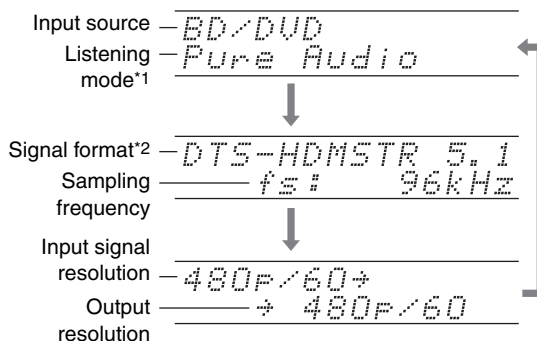 Input source
BD/DVD
Listening mode*1
Pure Audio
Signal format*2
DTS-HDMSTR 5.1
Sampling frequency
fs: 96kHz
Input signal resolution
480p/60→
Output resolution
→ 480p/60